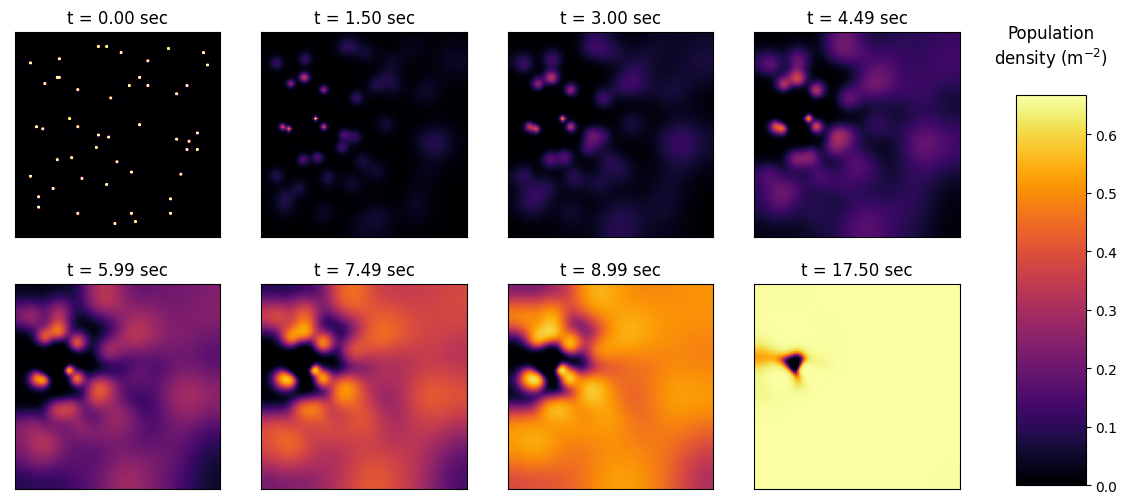 t = 0.00 sec
t = 1.50 sec
t = 3.00 sec
t = 4.49 sec
t = 5.99 sec
t = 7.49 sec
t = 8.99 sec
t = 17.50 sec
Population
density (m⁻²)
0.6
0.5
0.4
0.3
0.2
0.1
0.0